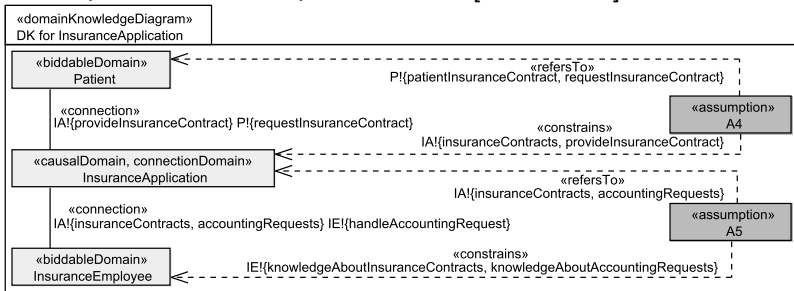 «domainKnowledgeDiagram»
DK for InsuranceApplication
«biddableDomain»
Patient
«refersTo»
P!{patientInsuranceContract, requestInsuranceContract}
«connection»
IA!{provideInsuranceContract} P!{requestInsuranceContract}
«assumption»
A4
«constrains»
IA!{insuranceContracts, provideInsuranceContract}
«causalDomain, connectionDomain»
InsuranceApplication
«refersTo»
IA!{insuranceContracts, accountingRequests}
«connection»
IA!{insuranceContracts, accountingRequests} IE!{handleAccountingRequest}
«assumption»
A5
«biddableDomain»
InsuranceEmployee
«constrains»
IE!{knowledgeAboutInsuranceContracts, knowledgeAboutAccountingRequests}